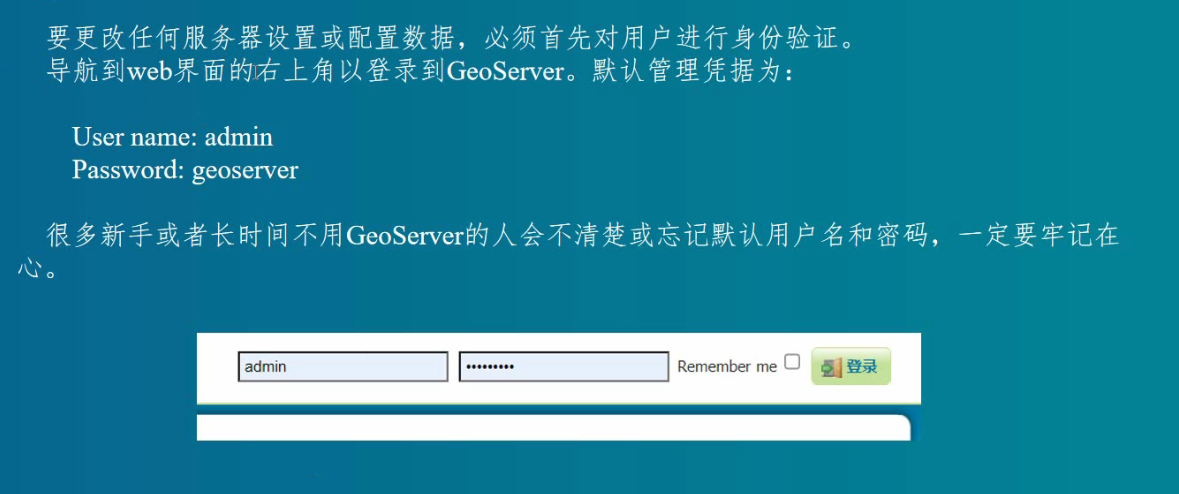 要更改任何服务器设置或配置数据，必须首先对用户进行身份验证。
导航到web界面的右上角以登录到GeoServer。默认管理凭据为：
User name: admin
Password: geoserver
很多新手或者长时间不用GeoServer的人会不清楚或忘记默认用户名和密码，一定要牢记在
心。
admin ••••••••• Remember me 登录